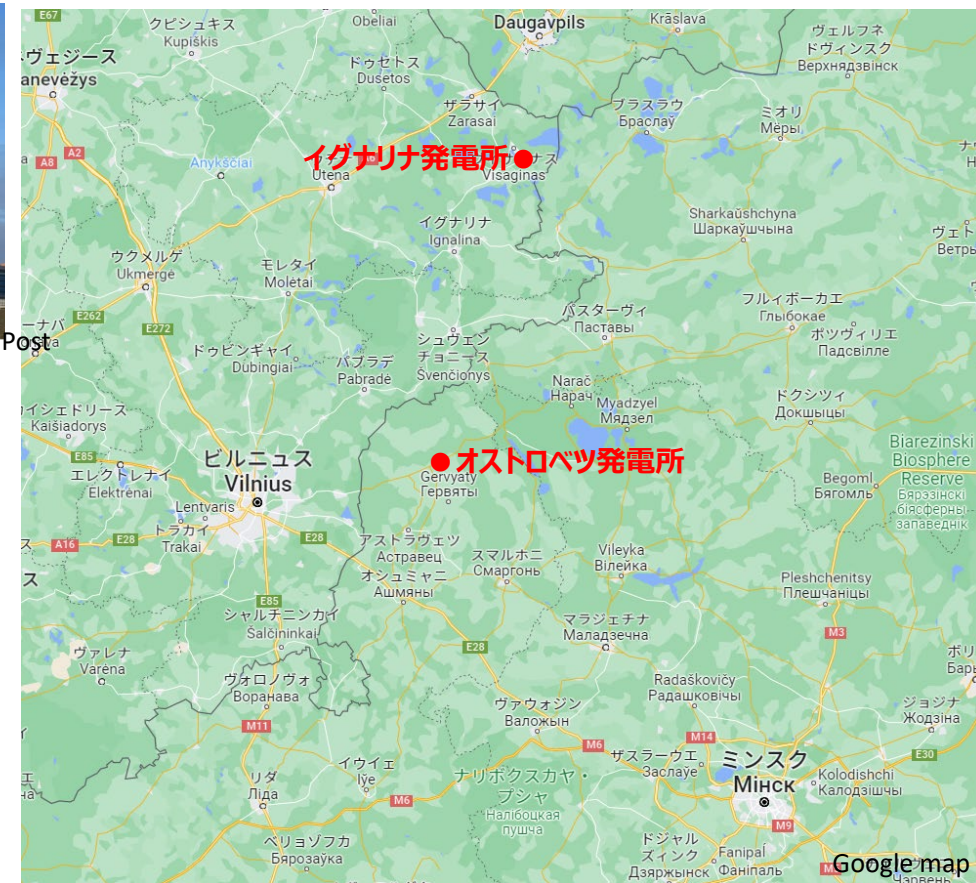 E67
クピシュキス
Kupiškis
Obeliai
Daugavpils
Krāslava
ヴェルフネ
ドヴィンスク
Верхнядзвінск
ヴェジース
anevėžys
ドゥセトス
Dusetos
ザラサイ
Zarasai
ブラスラウ
Браслаў
ミオリ
Мёры
A8
A2
Anykščiai
イグナリナ発電所
A6
Utena
Visaginas
イグナリナ
Ignalina
Sharkaŭshchyna
Шаркаўшчына
ヴェト
Ветры
ウクメルゲ
Ukmergė
モレタイ
Molėtai
E262
E272
Post
パスターヴィ
Паставы
フルィボーカエ
Глыбокае
ポツヴィリエ
Падсвілле
シュヴェン
チョニース
Švenčionys
ドゥビンギャイ
Dubingiai
パブラデ
Pabradė
Narač
Нарач
Myadzyel
Мядзел
ドクシツィ
Докшыцы
イシェドリース
Kaišiadorys
Biarezinski
Biosphere
Reserve
Бярэзінскі
біясферны
запаведнік
E85
ビルニュス
Vilnius
オストロベツ発電所
エレクトレナイ
Elektrėnai
Gervyaty
Гервяты
Begoml
Бягомль
Lentvaris
トラカイ
Trakai
A16
E28
E28
アストラヴェツ
Астравец
スマルホニ
Смаргонь
Vileyka
Вілейка
オシュミャニ
Ашмяны
Pleshchenitsy
Плешчаніцы
E85
シャルチニンカイ
Šalčininkai
マラジェチナ
Маладзечна
M3
E28
ヴァレナ
Varėna
ヴォロノヴォ
Воранава
Radaškovičy
Радашковічы
ヴァウォジン
Валожын
ジョジナ
Жодзіна
M11
M6
M14
ザスラーウエ
Заслаўе
ミンスク
Мінск
E30
Kolodishchi
Калодзішчы
イウイエ
Iŭje
リダ
Ліда
ナリボクスカヤ・
プシャ
Налібоцкая
пушча
M6
M9
ベリョゾフカ
Бярозаўка
ドジャル
ズィンク
Дзяржынск
Fanipaĺ
Фаніпаль
Google map
Чэрвень